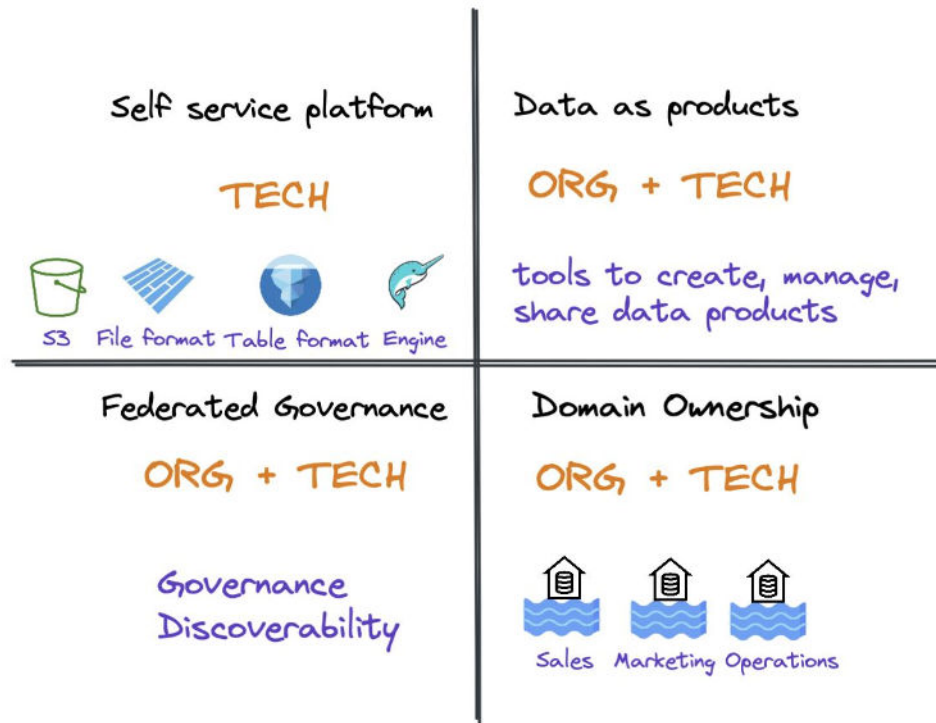 Self service platform
TECH
S3 File format Table format Engine
Data as products
ORG + TECH
tools to create, manage,
share data products
Federated Governance
ORG + TECH
Governance
Discoverability
Domain Ownership
ORG + TECH
Sales Marketing Operations